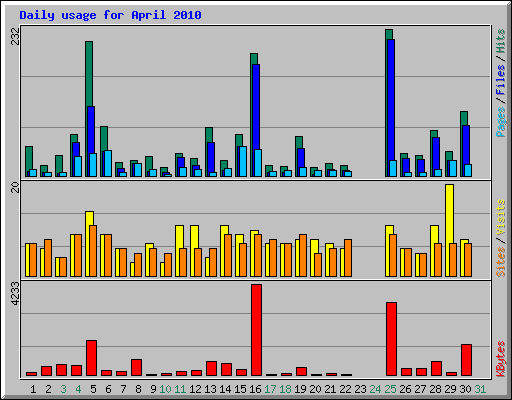 Daily usage for April 2010
232
20
4233
Pages / Files / Hits
Sites / Visits
KBytes
1 2 3 4 5 6 7 8 9 10 11 12 13 14 15 16 17 18 19 20 21 22 23 24 25 26 27 28 29 30 31